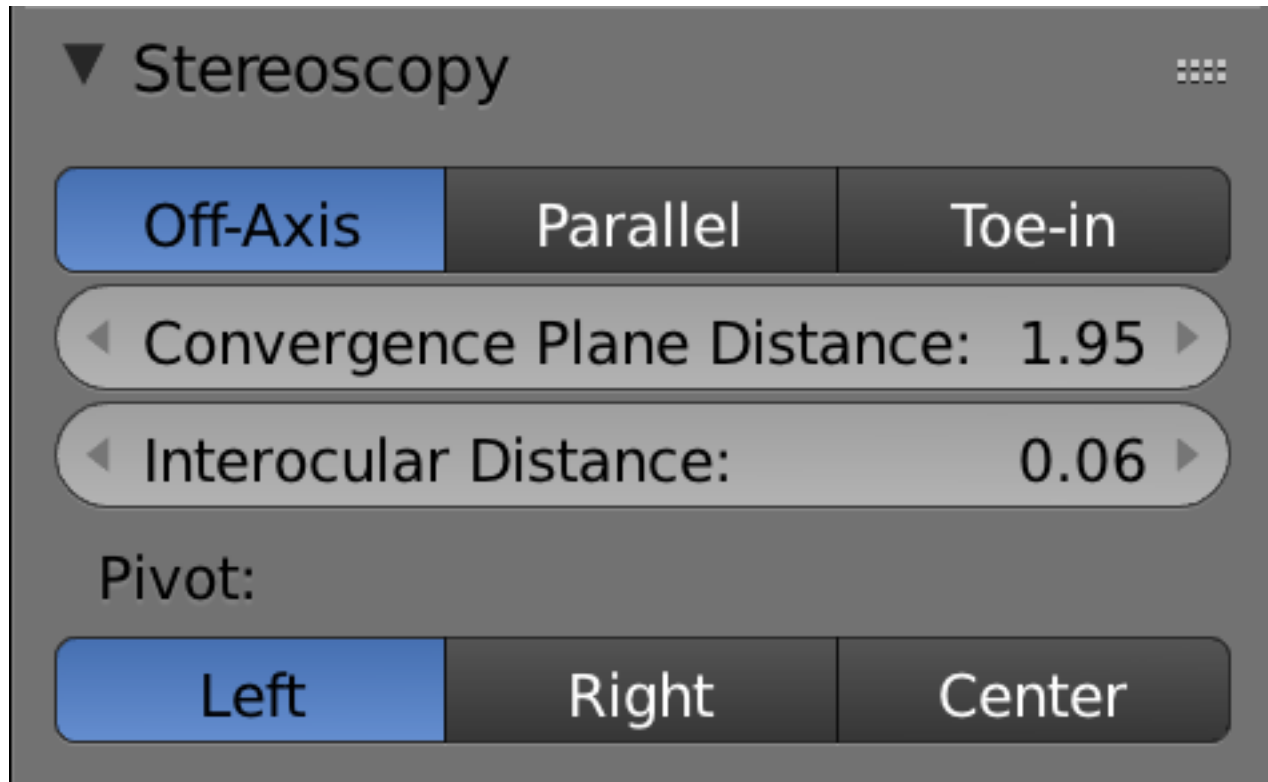 Stereoscopy
Off-Axis Parallel Toe-in
Convergence Plane Distance: 1.95
Interocular Distance: 0.06
Pivot:
Left Right Center